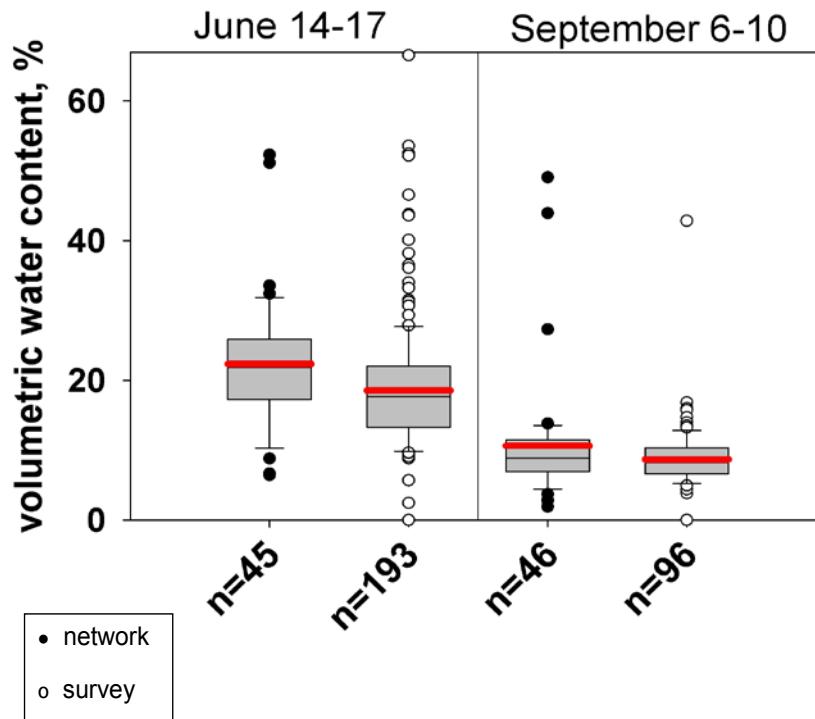 June 14-17
September 6-10
volumetric water content, %
60
40
20
0
n=45
n=193
n=46
n=96
network
survey